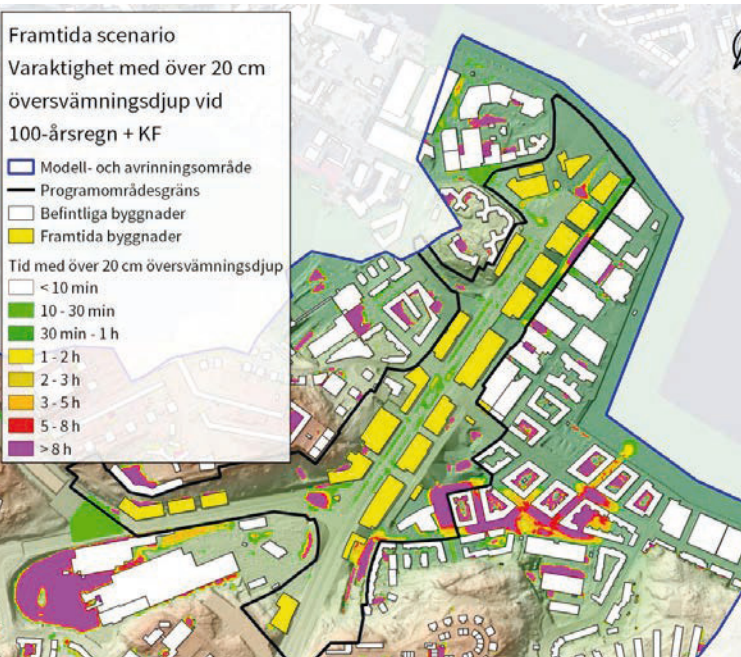 Framtida scenario
Varaktighet med över 20 cm
översvämningsdjup vid
100-årsregn + KF
Modell- och avrinningsområde
Programområdesgräns
Befintliga byggnader
Framtida byggnader
Tid med över 20 cm översvämningsdjup
< 10 min
10 - 30 min
30 min - 1 h
1 - 2 h
2 - 3 h
3 - 5 h
5 - 8 h
> 8 h